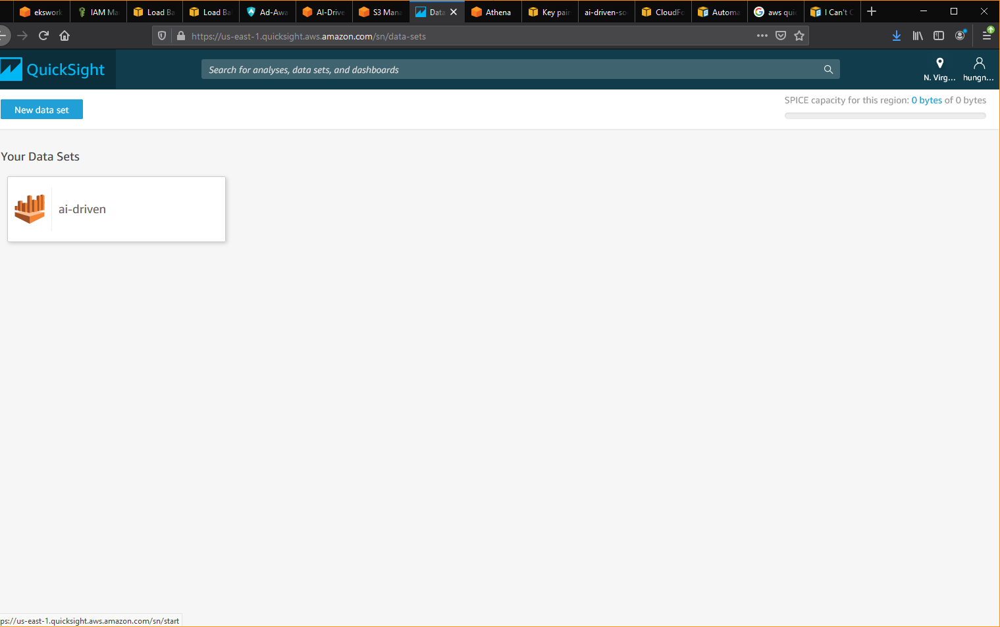 ekswork IAM Ma Load Ba Load Bal Ad-Awa AI-Drive S3 Mana Data Athena Key pair ai-driven-so CloudFo Automa aws quic I Can't C
https://us-east-1.quicksight.aws.amazon.com/sn/data-sets
QuickSight
Search for analyses, data sets, and dashboards
N. Virg... hungn...
New data set
SPICE capacity for this region: 0 bytes of 0 bytes
Your Data Sets
ai-driven
ps://us-east-1.quicksight.aws.amazon.com/sn/start